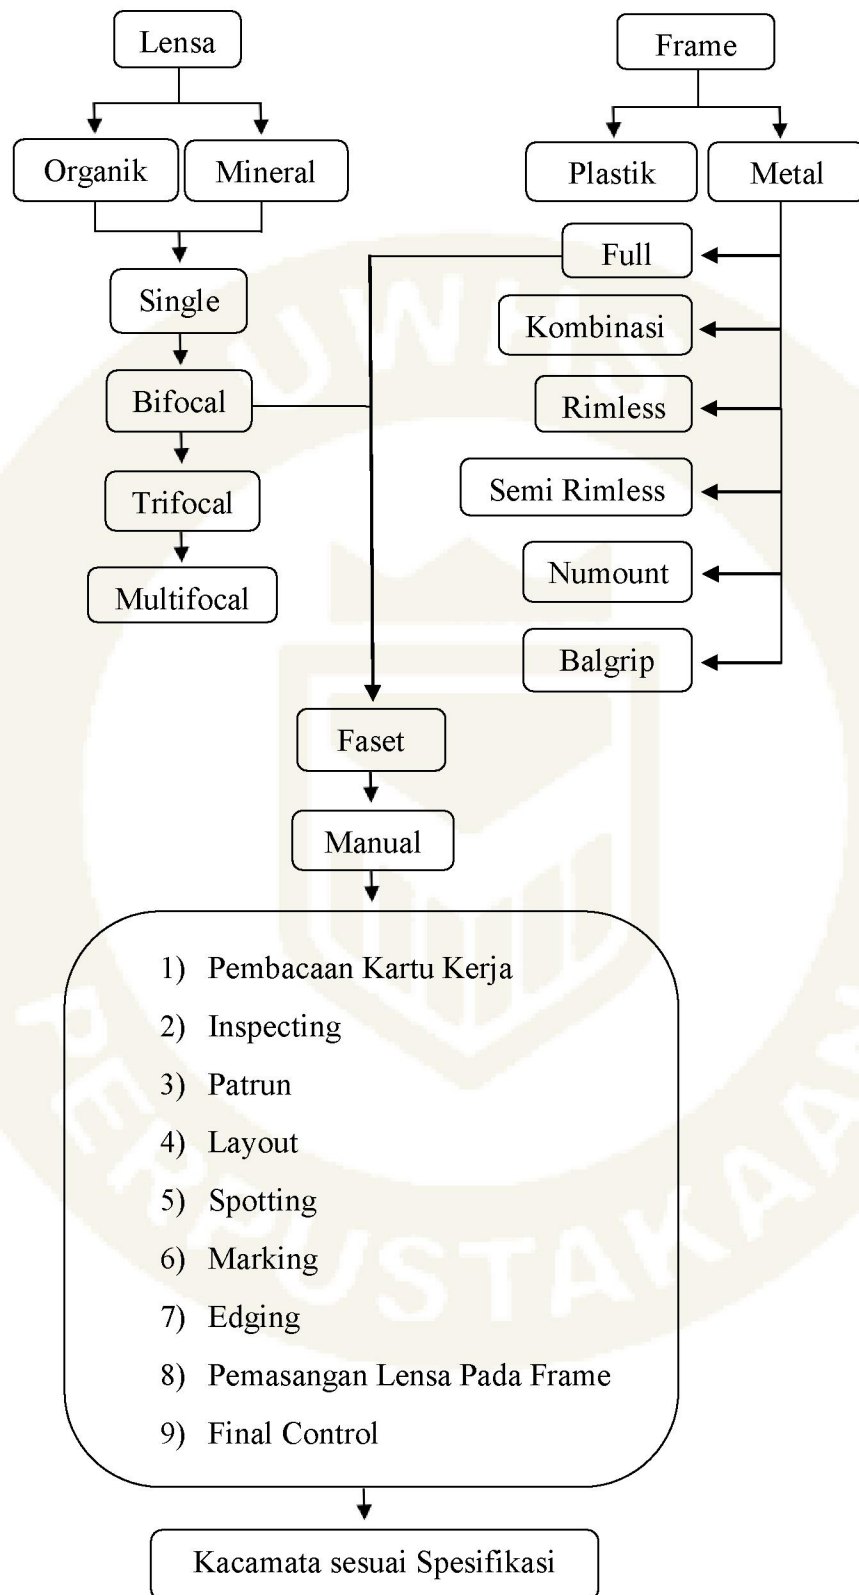 Lensa
Frame
Organik
Mineral
Plastik
Metal
Single
Bifocal
Trifocal
Multifocal
Full
Kombinasi
Rimless
Semi Rimless
Numount
Balgrip
Faset
Manual
1) Pembacaan Kartu Kerja
2) Inspecting
3) Patrun
4) Layout
5) Spotting
6) Marking
7) Edging
8) Pemasangan Lensa Pada Frame
9) Final Control
Kacamata sesuai Spesifikasi
UWHS
PERPUSTAKAAN